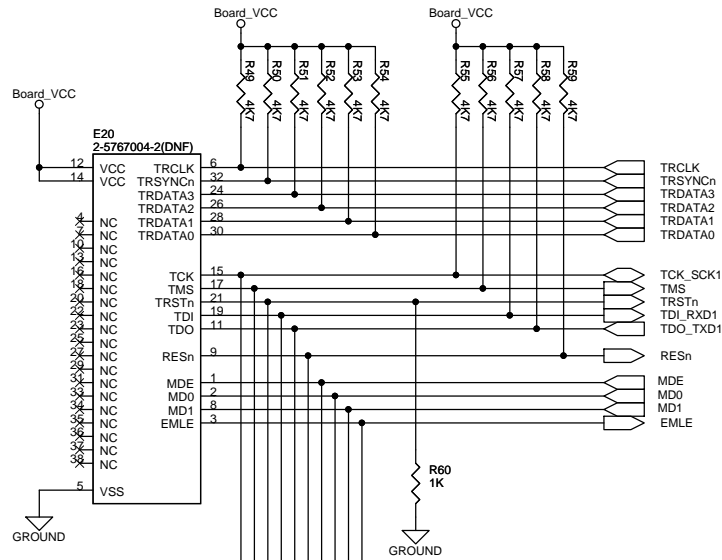 Board_VCC
Board_VCC
R49
4K7
R50
4K7
R51
4K7
R52
4K7
R53
4K7
R54
4K7
R55
4K7
R56
4K7
R57
4K7
R58
4K7
R59
4K7
Board_VCC
E20
2-5767004-2(DNF)
12 VCC TRCLK 6 TRCLK
14 VCC TRSYNCn 32 TRSYNCn
TRDATA3 24 TRDATA3
TRDATA2 26 TRDATA2
4 NC TRDATA1 28 TRDATA1
7 NC TRDATA0 30 TRDATA0
10 NC
13 NC
16 NC TCK 15 TCK_SCK1
18 NC TMS 17 TMS
20 NC TRSTn 21 TRSTn
22 NC TDI 19 TDI_RXD1
23 NC TDO 11 TDO_TXD1
25 NC
27 NC RESn 9 RESn
29 NC
31 NC MDE 1 MDE
33 NC MD0 2 MD0
34 NC MD1 8 MD1
35 NC EMLE 3 EMLE
36 NC
37 NC
38 NC
R60
1K
5 VSS
GROUND
GROUND